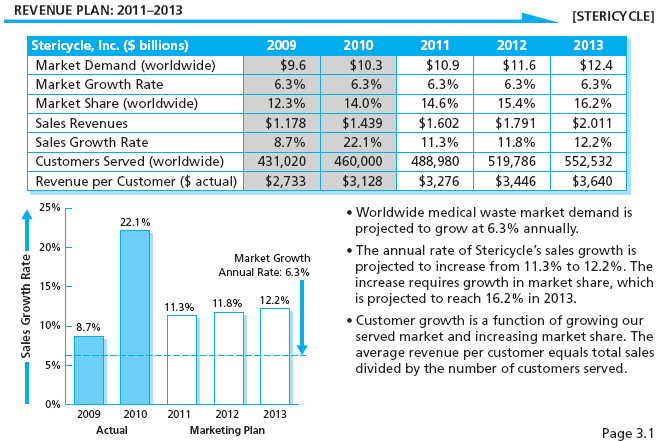 REVENUE PLAN: 2011–2013
[STERICYCLE]
Stericycle, Inc. ($ billions) 2009 2010 2011 2012 2013
Market Demand (worldwide) $9.6 $10.3 $10.9 $11.6 $12.4
Market Growth Rate 6.3% 6.3% 6.3% 6.3% 6.3%
Market Share (worldwide) 12.3% 14.0% 14.6% 15.4% 16.2%
Sales Revenues $1.178 $1.439 $1.602 $1.791 $2.011
Sales Growth Rate 8.7% 22.1% 11.3% 11.8% 12.2%
Customers Served (worldwide) 431,020 460,000 488,980 519,786 552,532
Revenue per Customer ($ actual) $2,733 $3,128 $3,276 $3,446 $3,640
Sales Growth Rate
25%
20%
15%
10%
5%
0%
8.7%
22.1%
11.3%
11.8%
12.2%
Market Growth
Annual Rate: 6.3%
2009 2010 2011 2012 2013
Actual Marketing Plan
• Worldwide medical waste market demand is
projected to grow at 6.3% annually.
• The annual rate of Stericycle’s sales growth is
projected to increase from 11.3% to 12.2%. The
increase requires growth in market share, which
is projected to reach 16.2% in 2013.
• Customer growth is a function of growing our
served market and increasing market share. The
average revenue per customer equals total sales
divided by the number of customers served.
Page 3.1